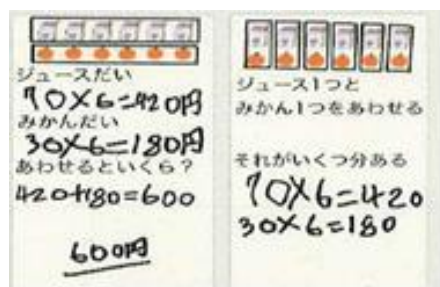 ジュースだい
70×6=420円
みかんだい
30×6=180円
あわせるといくら?
420+180=600
600円
ジュース1つと
みかん1つをあわせる
それがいくつ分ある
70×6=420
30×6=180